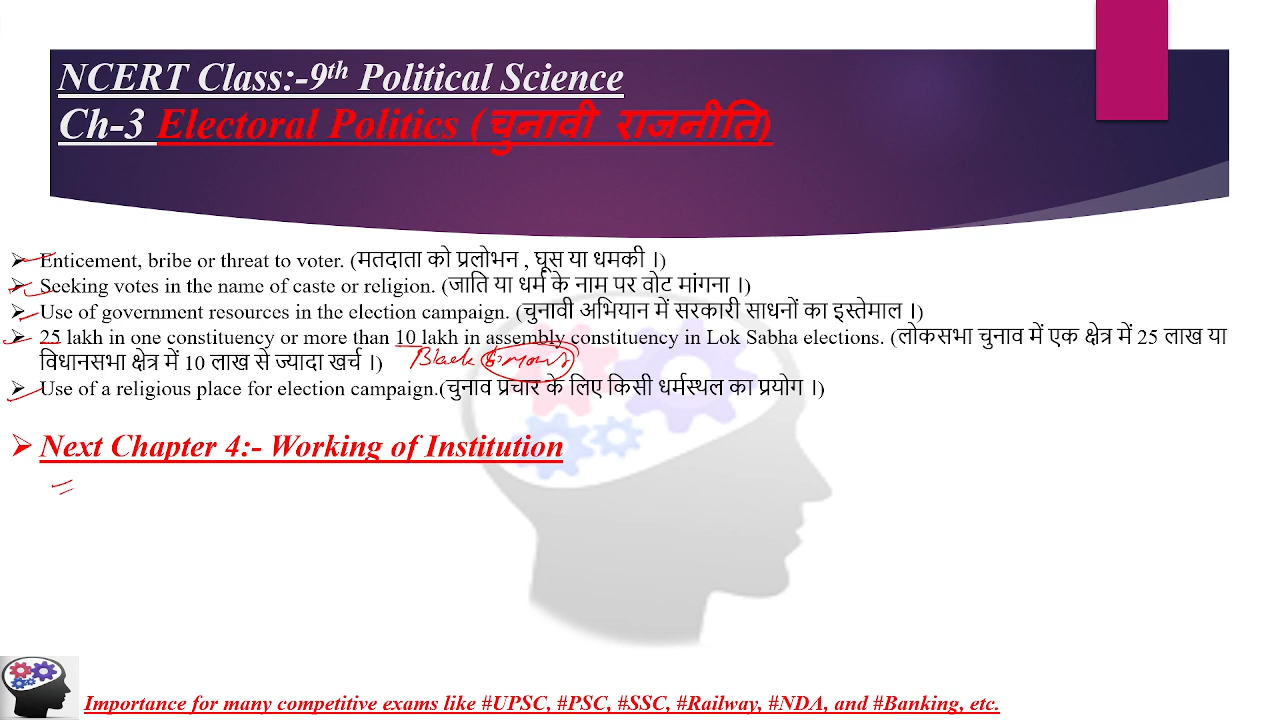 NCERT Class:-9th Political Science
Ch-3 Electoral Politics (चुनावी राजनीति)
➢ Enticement, bribe or threat to voter. (मतदाता को प्रलोभन , घूस या धमकी ।)
➢ Seeking votes in the name of caste or religion. (जाति या धर्म के नाम पर वोट मांगना ।)
➢ Use of government resources in the election campaign. (चुनावी अभियान में सरकारी साधनों का इस्तेमाल ।)
➢ 25 lakh in one constituency or more than 10 lakh in assembly constituency in Lok Sabha elections. (लोकसभा चुनाव में एक क्षेत्र में 25 लाख या
विधानसभा क्षेत्र में 10 लाख से ज्यादा खर्च ।) Black
➢ Use of a religious place for election campaign.(चुनाव प्रचार के लिए किसी धर्मस्थल का प्रयोग ।)
➢ Next Chapter 4:- Working of Institution
Importance for many competitive exams like #UPSC, #PSC, #SSC, #Railway, #NDA, and #Banking, etc.